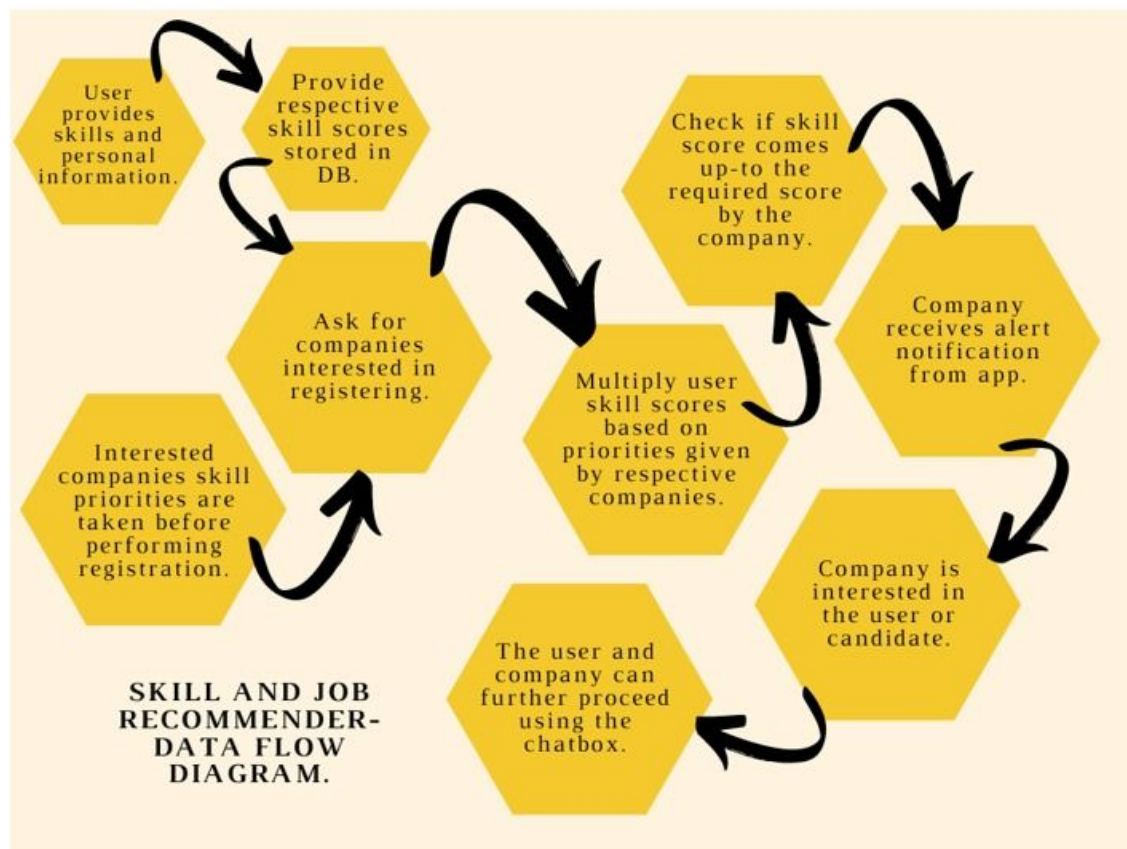 User
provides
skills and
personal
information.
Provide
respective
skill scores
stored in
DB.
Ask for
companies
interested in
registering.
Interested
companies skill
priorities are
taken before
performing
registration.
Multiply user
skill scores
based on
priorities given
by respective
companies.
Check if skill
score comes
up-to the
required score
by the
company.
Company
receives alert
notification
from app.
Company is
interested in
the user or
candidate.
The user and
company can
further proceed
using the
chatbox.
SKILL AND JOB
RECOMMENDER-
DATA FLOW
DIAGRAM.